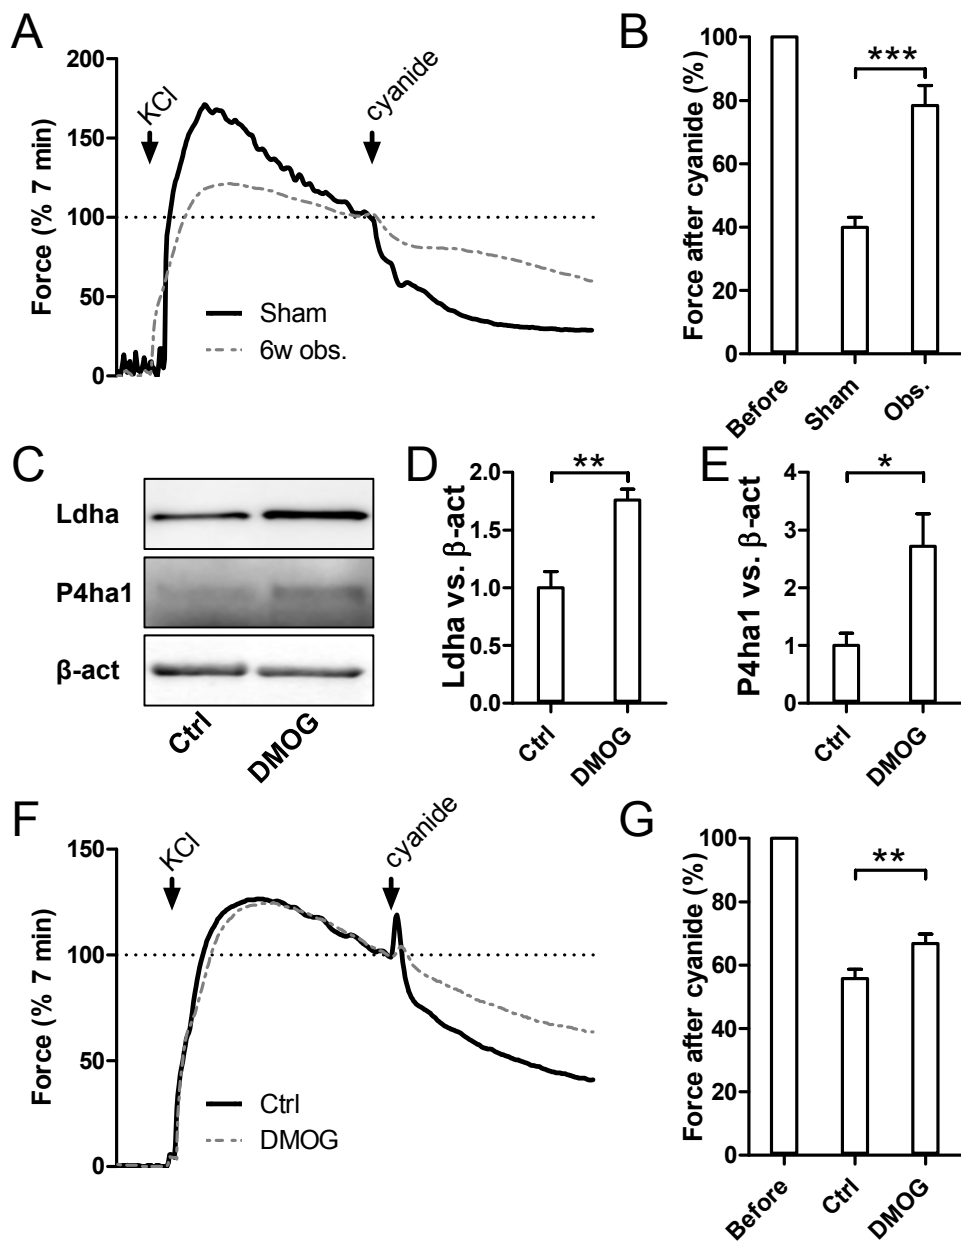 A
Force (% 7 min)
200
150
100
50
0
KCl
cyanide
Sham
6w obs.
B
Force after cyanide (%)
100
80
60
40
20
0
***
Before
Sham
Obs.
C
Ldha
P4ha1
β-act
Ctrl
DMOG
D
Ldha vs. β-act
2.0
1.5
1.0
0.5
0.0
**
Ctrl
DMOG
E
P4ha1 vs. β-act
4
3
2
1
0
*
Ctrl
DMOG
F
Force (% 7 min)
150
100
50
0
KCl
cyanide
Ctrl
DMOG
G
Force after cyanide (%)
100
80
60
40
20
0
**
Before
Ctrl
DMOG